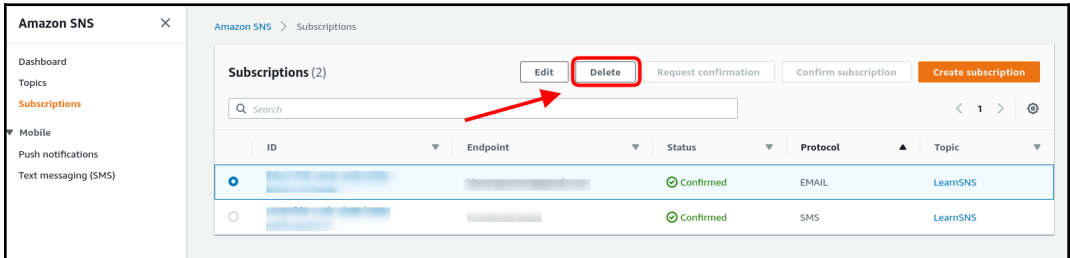 Amazon SNS
Dashboard
Topics
Subscriptions
Mobile
Push notifications
Text messaging (SMS)
Amazon SNS > Subscriptions
Subscriptions (2) Edit Delete Request confirmation Confirm subscription Create subscription
Search < 1 >
ID Endpoint Status Protocol Topic
Confirmed EMAIL LearnSNS
Confirmed SMS LearnSNS